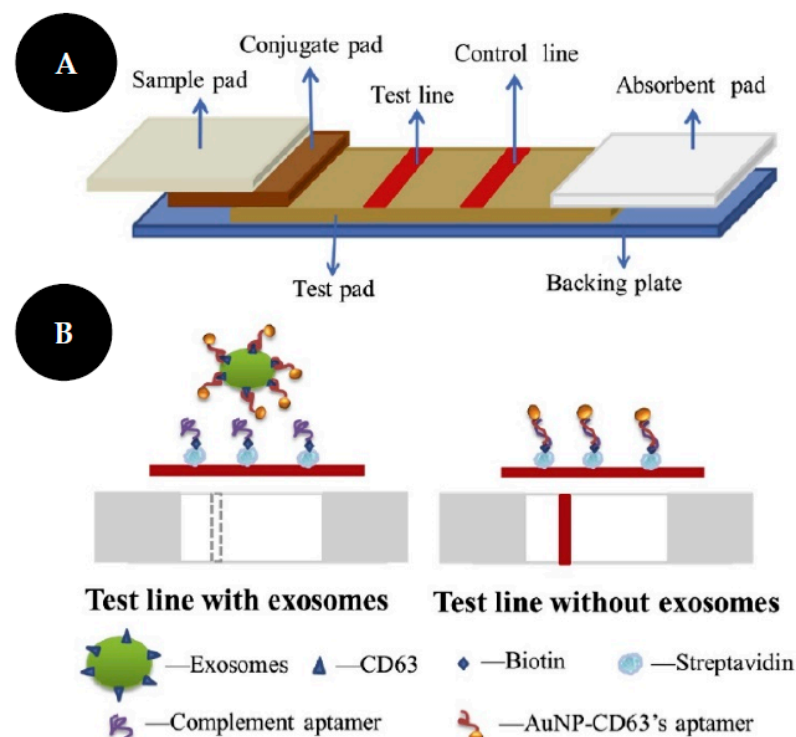 A
Sample pad
Conjugate pad
Test line
Control line
Absorbent pad
Test pad
Backing plate
B
Test line with exosomes
Test line without exosomes
—Exosomes
—CD63
—Biotin
—Streptavidin
—Complement aptamer
—AuNP-CD63's aptamer